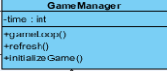 GameManager
-time : int
+gameLoop()
+refresh()
+initializeGame()